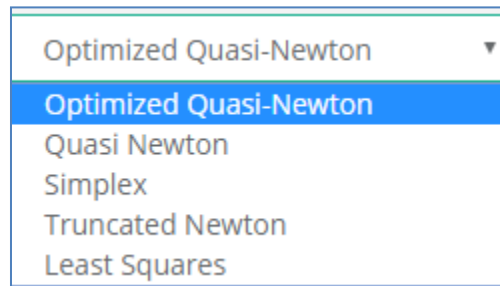 Optimized Quasi-Newton
Optimized Quasi-Newton
Quasi Newton
Simplex
Truncated Newton
Least Squares